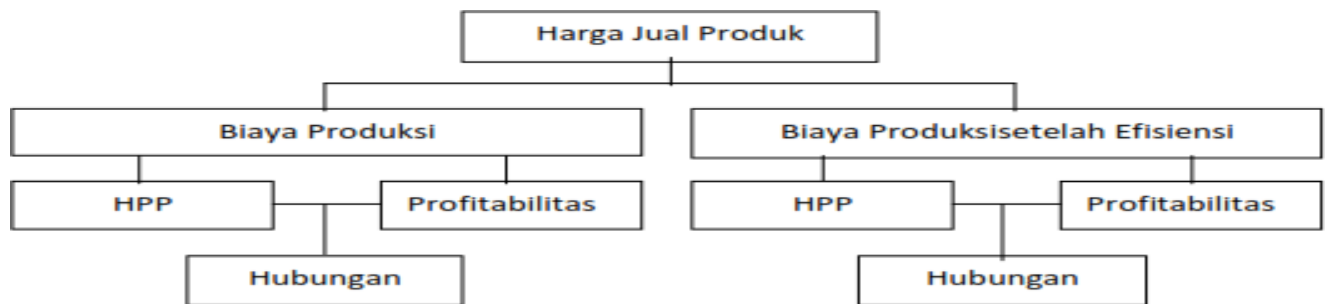 Harga Jual Produk
Biaya Produksi
Biaya Produksisetelah Efisiensi
HPP
Profitabilitas
HPP
Profitabilitas
Hubungan
Hubungan